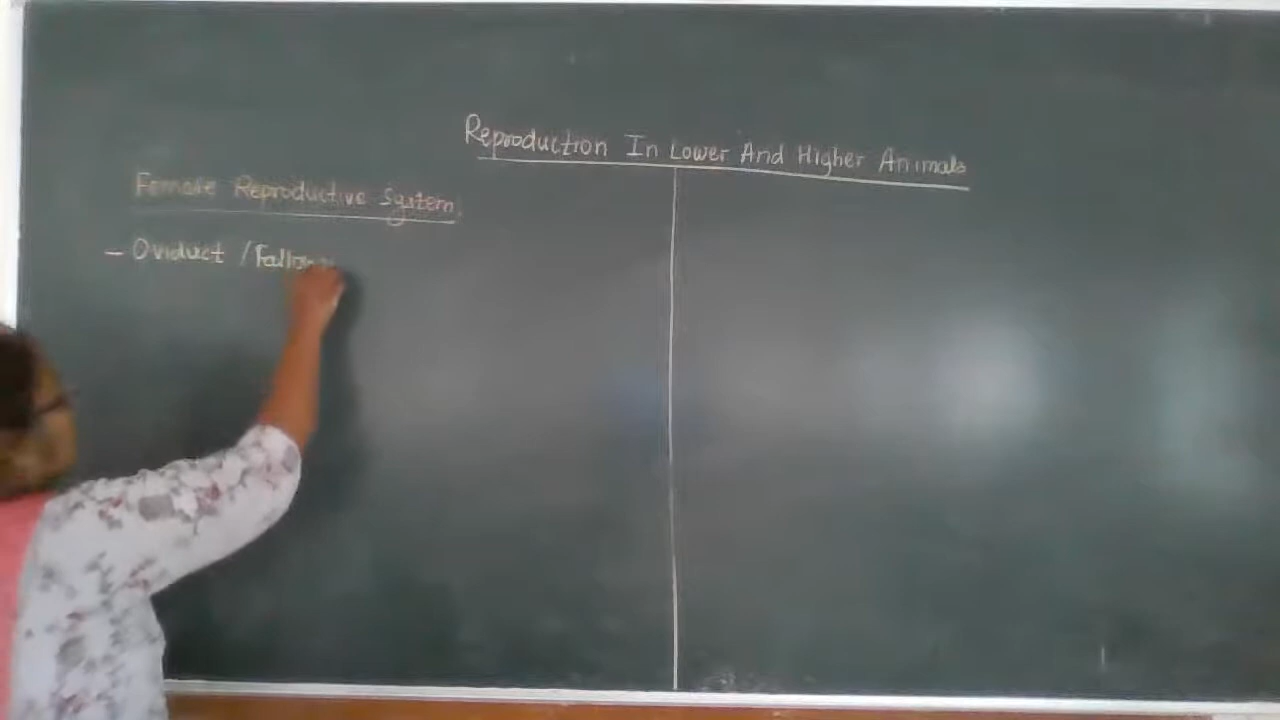 Reproduction In Lower And Higher Animals
Female Reproductive System.
- Oviduct /Fallo